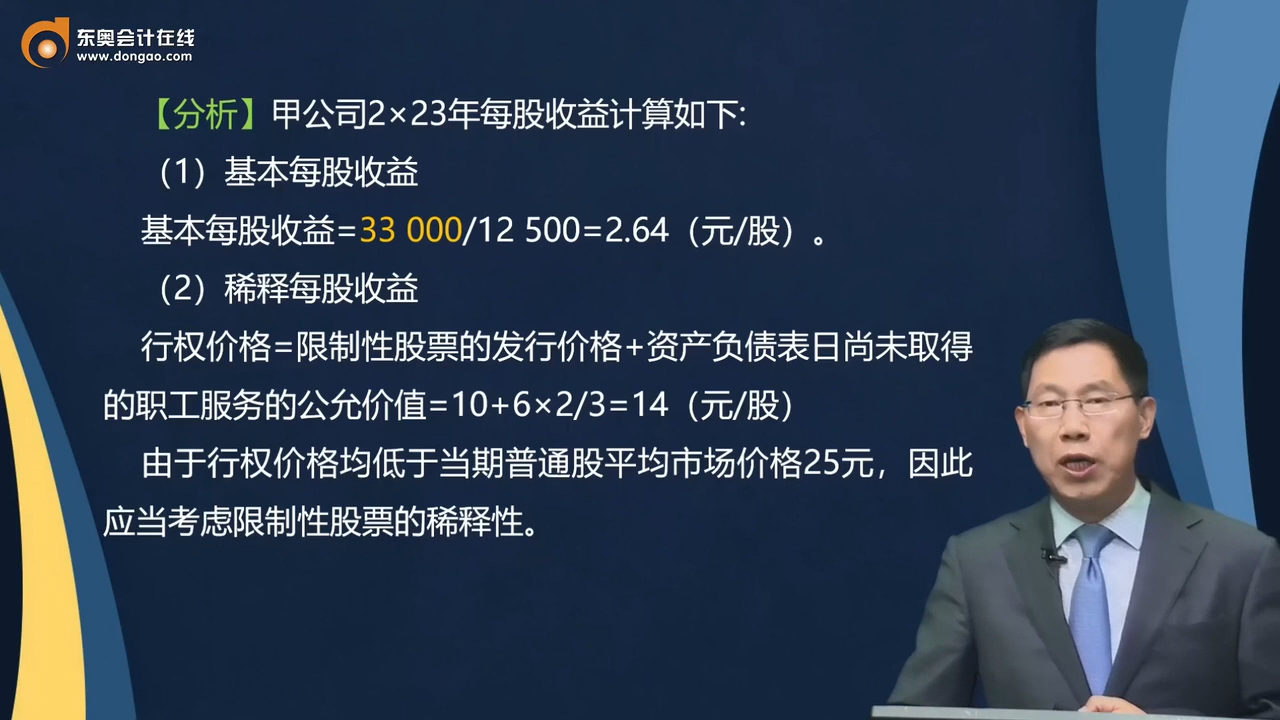 东奥会计在线
www.dongao.com
【分析】甲公司2×23年每股收益计算如下:
（1）基本每股收益
基本每股收益=33 000/12 500=2.64（元/股）。
（2）稀释每股收益
行权价格=限制性股票的发行价格+资产负债表日尚未取得
的职工服务的公允价值=10+6×2/3=14（元/股）
由于行权价格均低于当期普通股平均市场价格25元，因此
应当考虑限制性股票的稀释性。